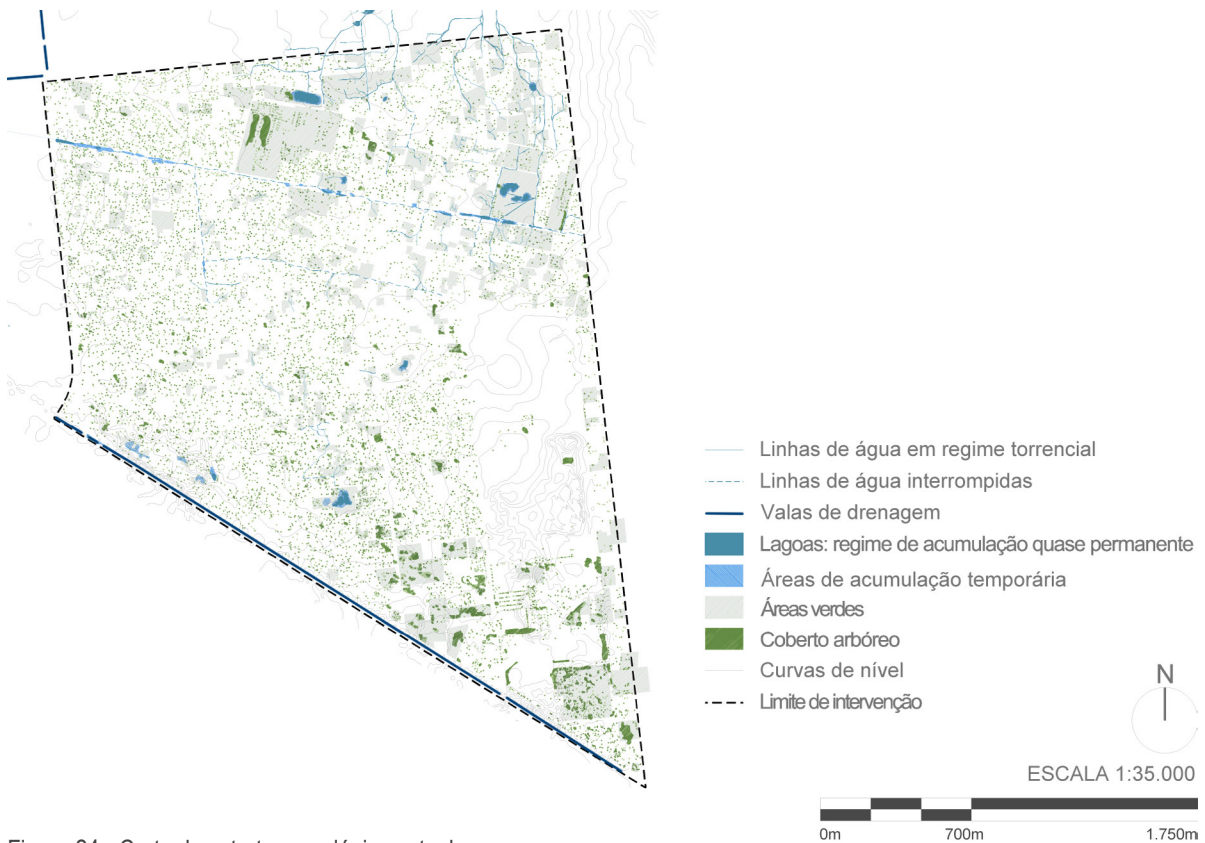 Linhas de água em regime torrencial
Linhas de água interrompidas
Valas de drenagem
Lagoas: regime de acumulação quase permanente
Áreas de acumulação temporária
Áreas verdes
Coberto arbóreo
Curvas de nível
Limite de intervenção
N
ESCALA 1:35.000
0m 700m 1.750m